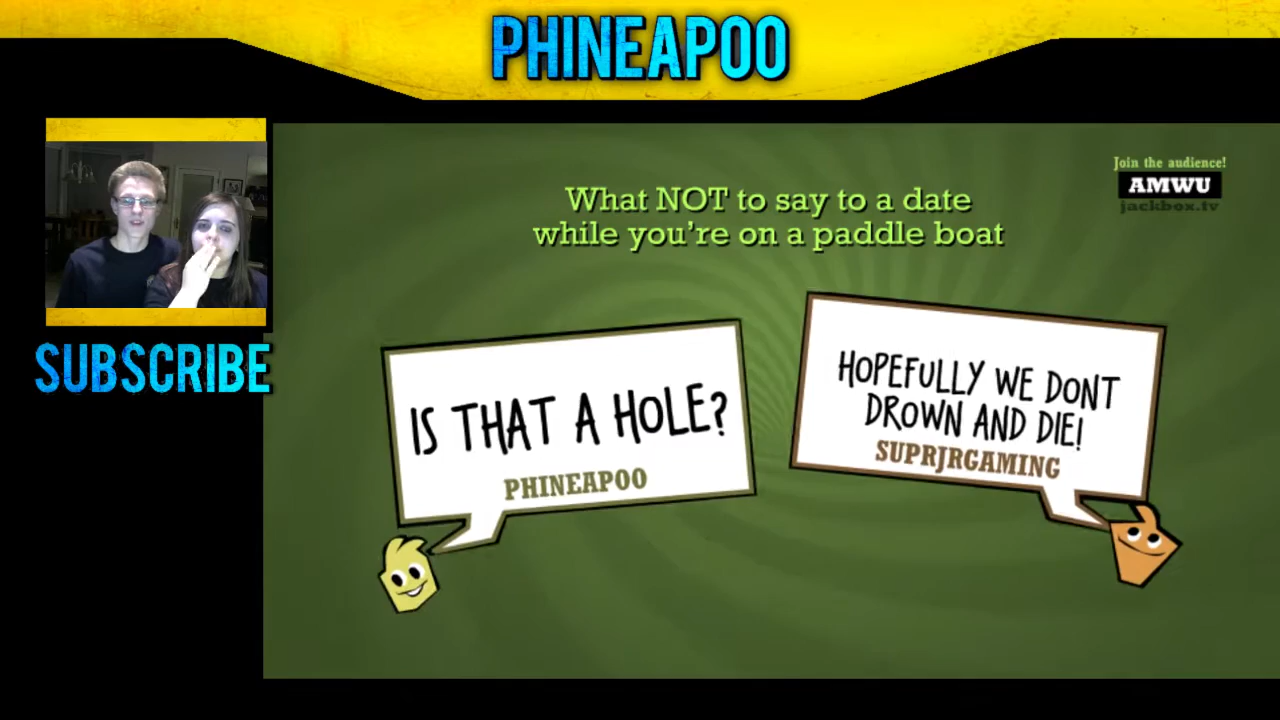 PHINEAPOO
Join the audience!
AMWU
jackbox.tv
What NOT to say to a date
while you're on a paddle boat
IS THAT A HOLE?
PHINEAPOO
HOPEFULLY WE DONT
DROWN AND DIE!
SUPRJRGAMING
SUBSCRIBE